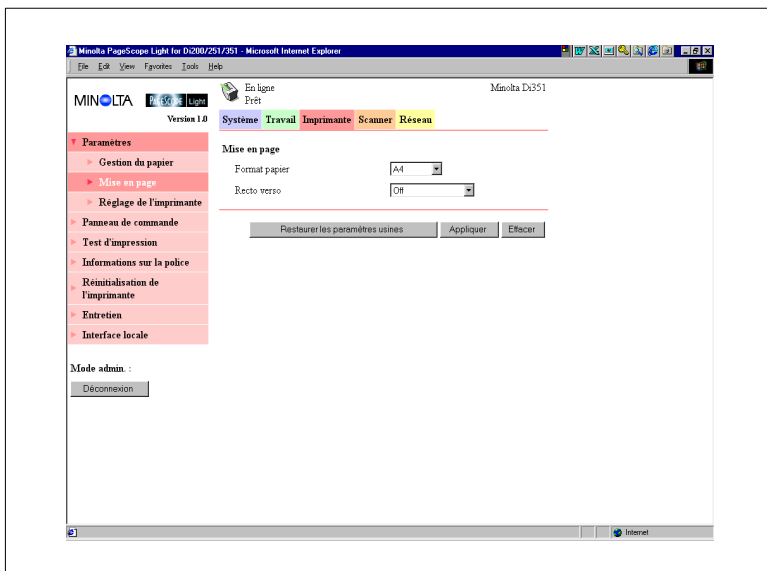 Minolta PageScope Light for Di200/251/351 - Microsoft Internet Explorer
File Edit View Favorites Tools Help
MINOLTA PAGESCOPE Light
Version 1.0
En ligne
Prêt
Minolta Di351
Système Travail Imprimante Scanner Réseau
Paramètres
Gestion du papier
Mise en page
Réglage de l'imprimante
Panneau de commande
Test d'impression
Informations sur la police
Réinitialisation de
l'imprimante
Entretien
Interface locale
Mode admin. :
Déconnexion
Mise en page
Format papier A4
Recto verso Off
Restaurer les paramètres usines Appliquer Effacer
Internet